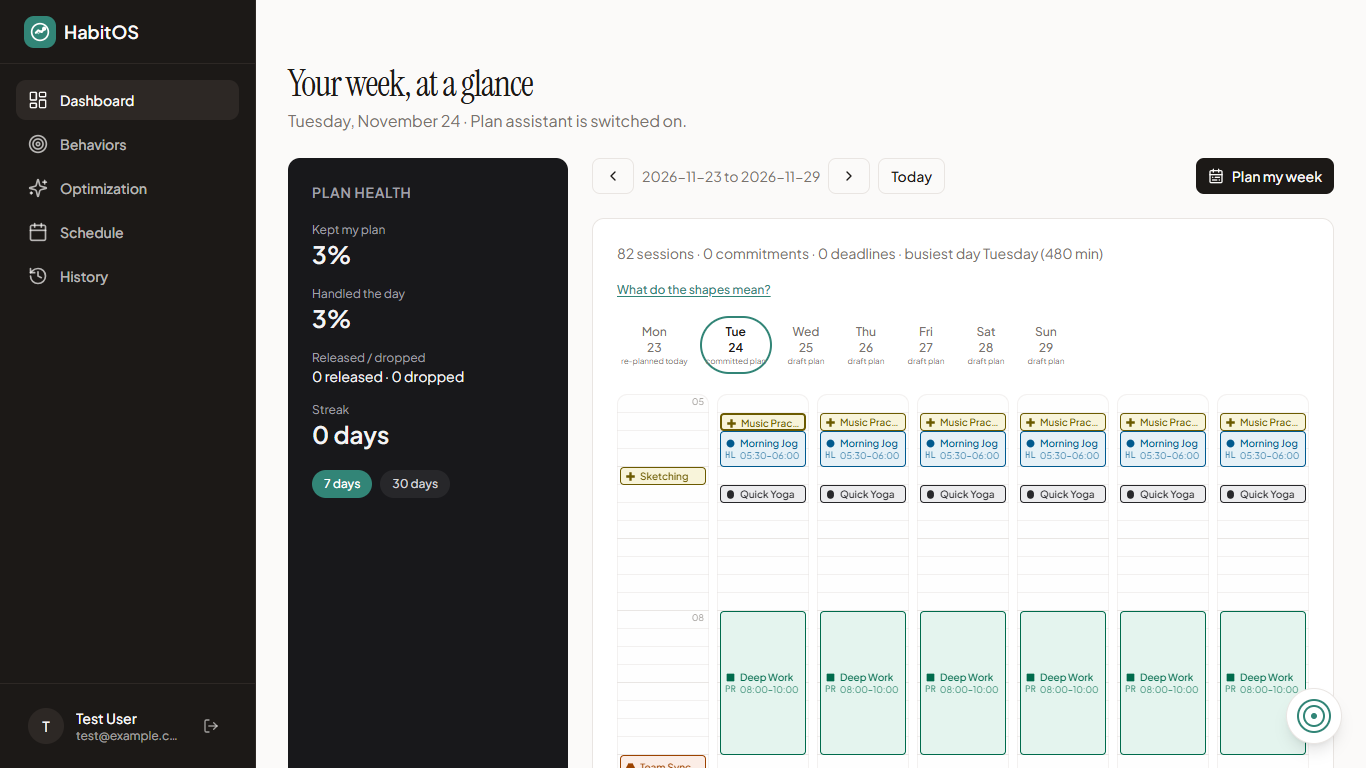 HabitOS
Dashboard
Behaviors
Optimization
Schedule
History
T
Test User
test@example.c...
Your week, at a glance
Tuesday, November 24 · Plan assistant is switched on.
PLAN HEALTH
Kept my plan
3%
Handled the day
3%
Released / dropped
0 released · 0 dropped
Streak
0 days
7 days 30 days
2026-11-23 to 2026-11-29 Today Plan my week
82 sessions · 0 commitments · 0 deadlines · busiest day Tuesday (480 min)
What do the shapes mean?
Mon Tue Wed Thu Fri Sat Sun
23 24 25 26 27 28 29
re-planned today committed plan draft plan draft plan draft plan draft plan draft plan
05
Music Prac... Music Prac... Music Prac... Music Prac... Music Prac... Music Prac...
Morning Jog Morning Jog Morning Jog Morning Jog Morning Jog Morning Jog
HL 05:30–06:00 HL 05:30–06:00 HL 05:30–06:00 HL 05:30–06:00 HL 05:30–06:00 HL 05:30–06:00
Sketching
Quick Yoga Quick Yoga Quick Yoga Quick Yoga Quick Yoga Quick Yoga
08
Deep Work Deep Work Deep Work Deep Work Deep Work Deep Work
PR 08:00–10:00 PR 08:00–10:00 PR 08:00–10:00 PR 08:00–10:00 PR 08:00–10:00 PR 08:00–10:00
Team Sync